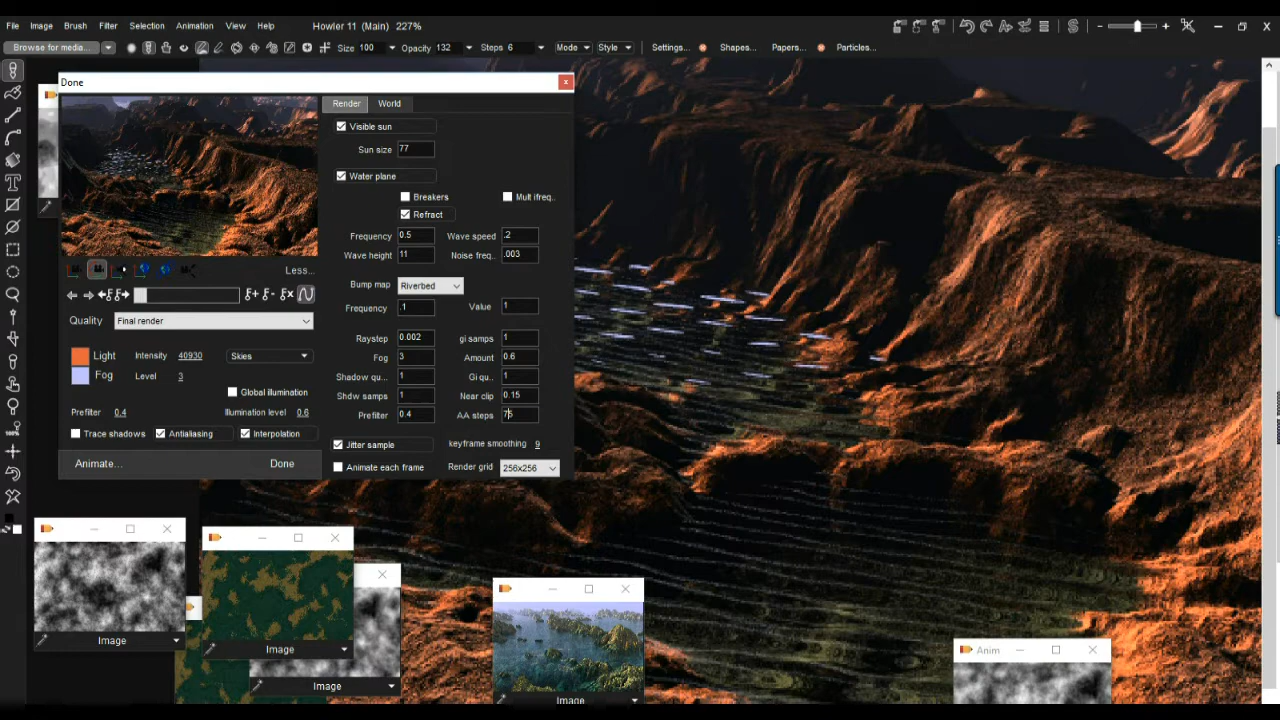 File Image Brush Filter Selection Animation View Help Howler 11 (Main) 227%
Browse for media... Size 100 Opacity 132 Steps 6 Mode Style Settings... Shapes... Papers... Particles...
Done
Render World
Visible sun
Sun size 77
Water plane
Breakers Mult ifreq..
Refract
Frequency 0.5 Wave speed .2
Wave height 11 Noise freq.. .003
Less...
Bump map Riverbed
Frequency .1 Value 1
Quality Final render
Raystep 0.002 gi samps 1
Light Intensity 40930 Skies
Fog 3 Amount 0.6
Fog Level 3
Shadow qu... 1 Gi qu.. 1
Global illumination
Shdw samps 1 Near clip 0.15
Prefilter 0.4 Illumination level 0.6
Prefilter 0.4 AA steps 75
Trace shadows Antialiasing Interpolation
Jitter sample keyframe smoothing 9
Animate... Done
Animate each frame Render grid 256x256
Image
Image
Image
Image
Anim